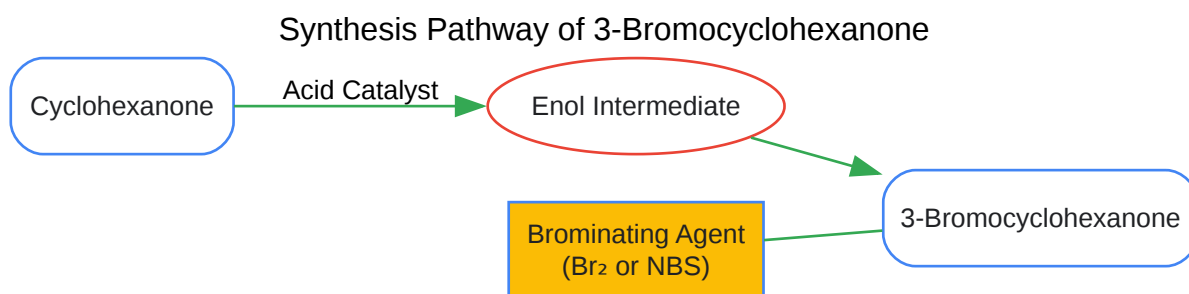 Synthesis Pathway of 3-Bromocyclohexanone
Cyclohexanone
Acid Catalyst
Enol Intermediate
3-Bromocyclohexanone
Brominating Agent
(Br₂ or NBS)